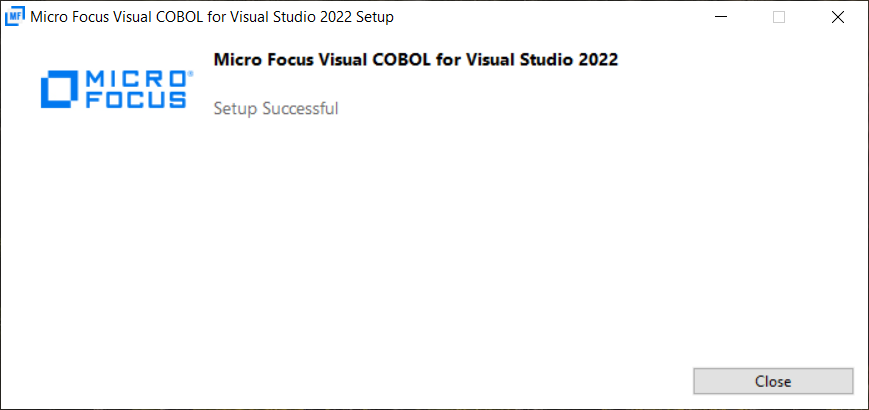 MF Micro Focus Visual COBOL for Visual Studio 2022 Setup
MICRO® FOCUS
Micro Focus Visual COBOL for Visual Studio 2022
Setup Successful
Close